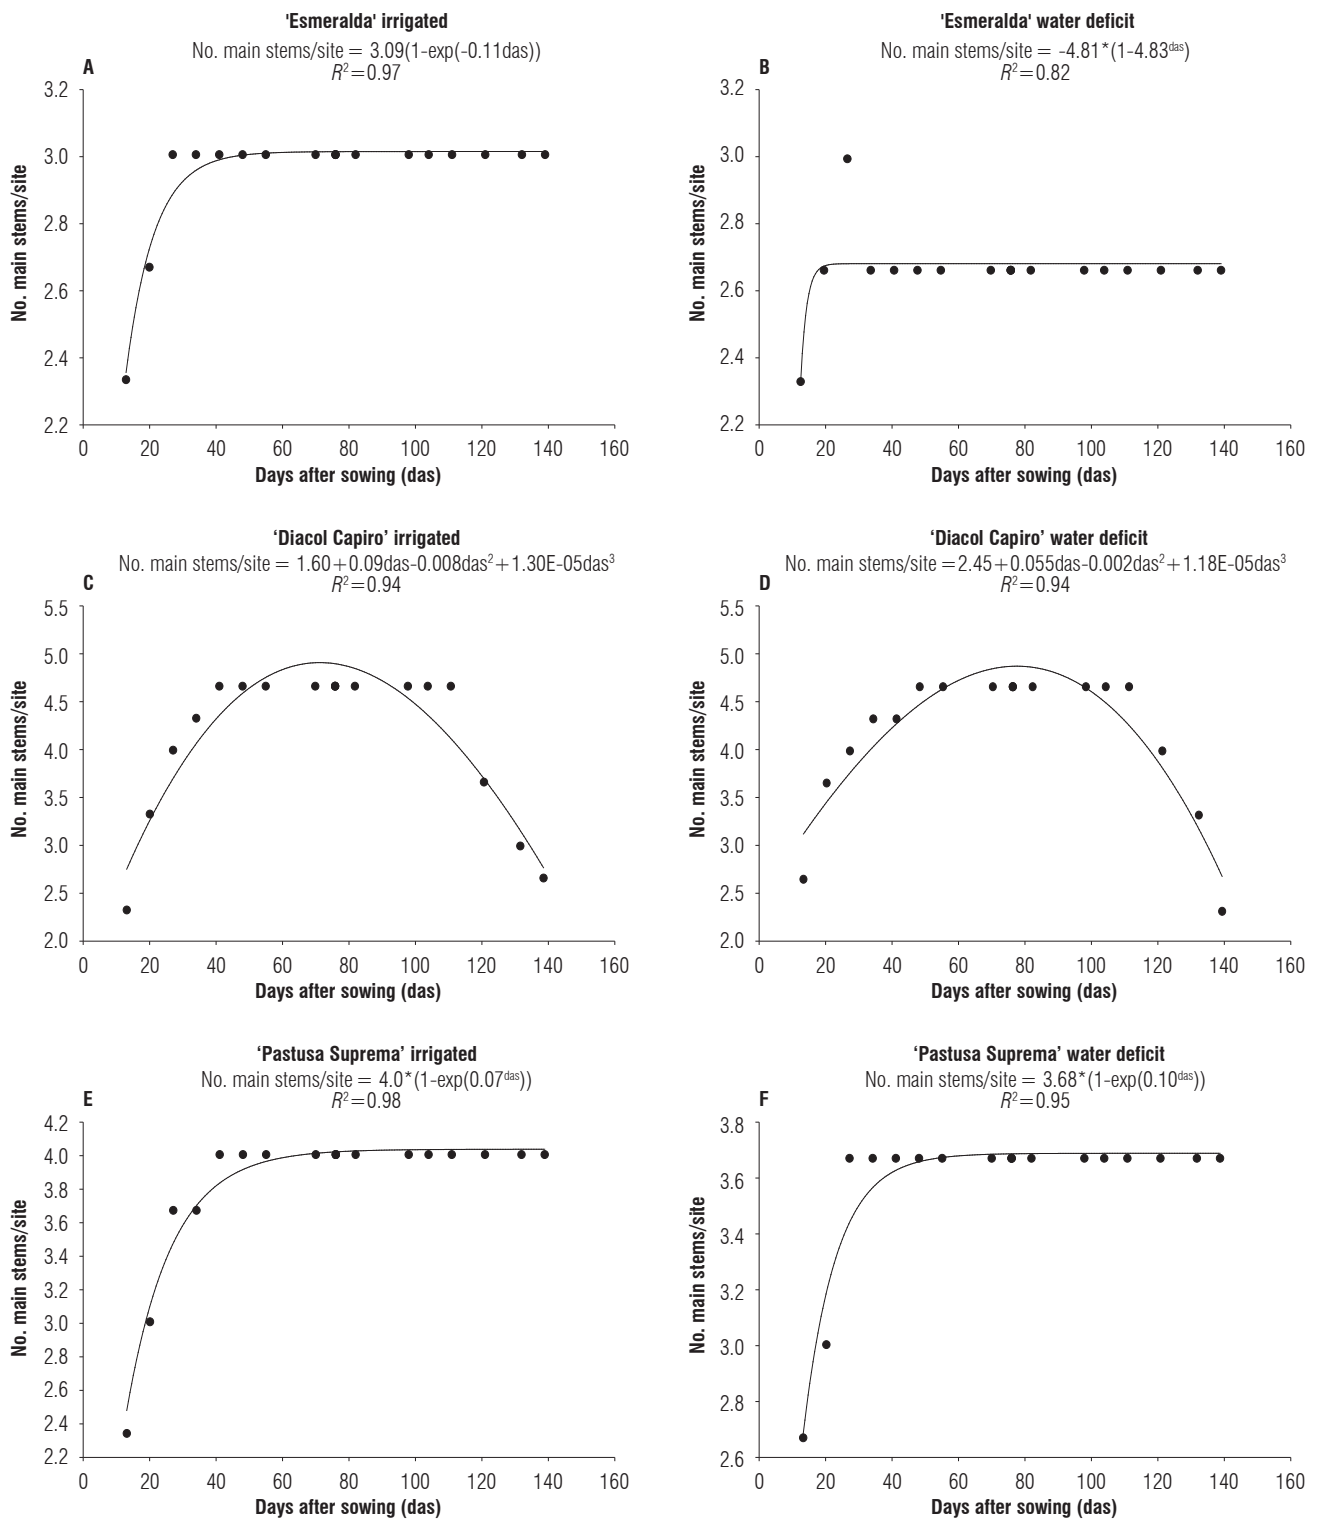 'Esmeralda' irrigated
No. main stems/site = 3.09(1-exp(-0.11das))
R²=0.97
A
3.2
3.0
2.8
2.6
2.4
2.2
No. main stems/site
0 20 40 60 80 100 120 140 160
Days after sowing (das)
'Esmeralda' water deficit
No. main stems/site = -4.81*(1-4.83^das)
R²=0.82
B
3.2
3.0
2.8
2.6
2.4
2.2
No. main stems/site
0 20 40 60 80 100 120 140 160
Days after sowing (das)
‘Diacol Capiro’ irrigated
No. main stems/site = 1.60+0.09das-0.008das²+1.30E-05das³
R²=0.94
C
5.5
5.0
4.5
4.0
3.5
3.0
2.5
2.0
No. main stems/site
0 20 40 60 80 100 120 140 160
Days after sowing (das)
‘Diacol Capiro’ water deficit
No. main stems/site =2.45+0.055das-0.002das²+1.18E-05das³
R²=0.94
D
5.5
5.0
4.5
4.0
3.5
3.0
2.5
2.0
No. main stems/site
0 20 40 60 80 100 120 140 160
Days after sowing (das)
‘Pastusa Suprema’ irrigated
No. main stems/site = 4.0*(1-exp(0.07^das))
R²=0.98
E
4.2
4.0
3.8
3.6
3.4
3.2
3.0
2.8
2.6
2.4
2.2
No. main stems/site
0 20 40 60 80 100 120 140 160
Days after sowing (das)
‘Pastusa Suprema’ water deficit
No. main stems/site = 3.68*(1-exp(0.10^das))
R²=0.95
F
3.8
3.6
3.4
3.2
3.0
2.8
2.6
No. main stems/site
0 20 40 60 80 100 120 140 160
Days after sowing (das)